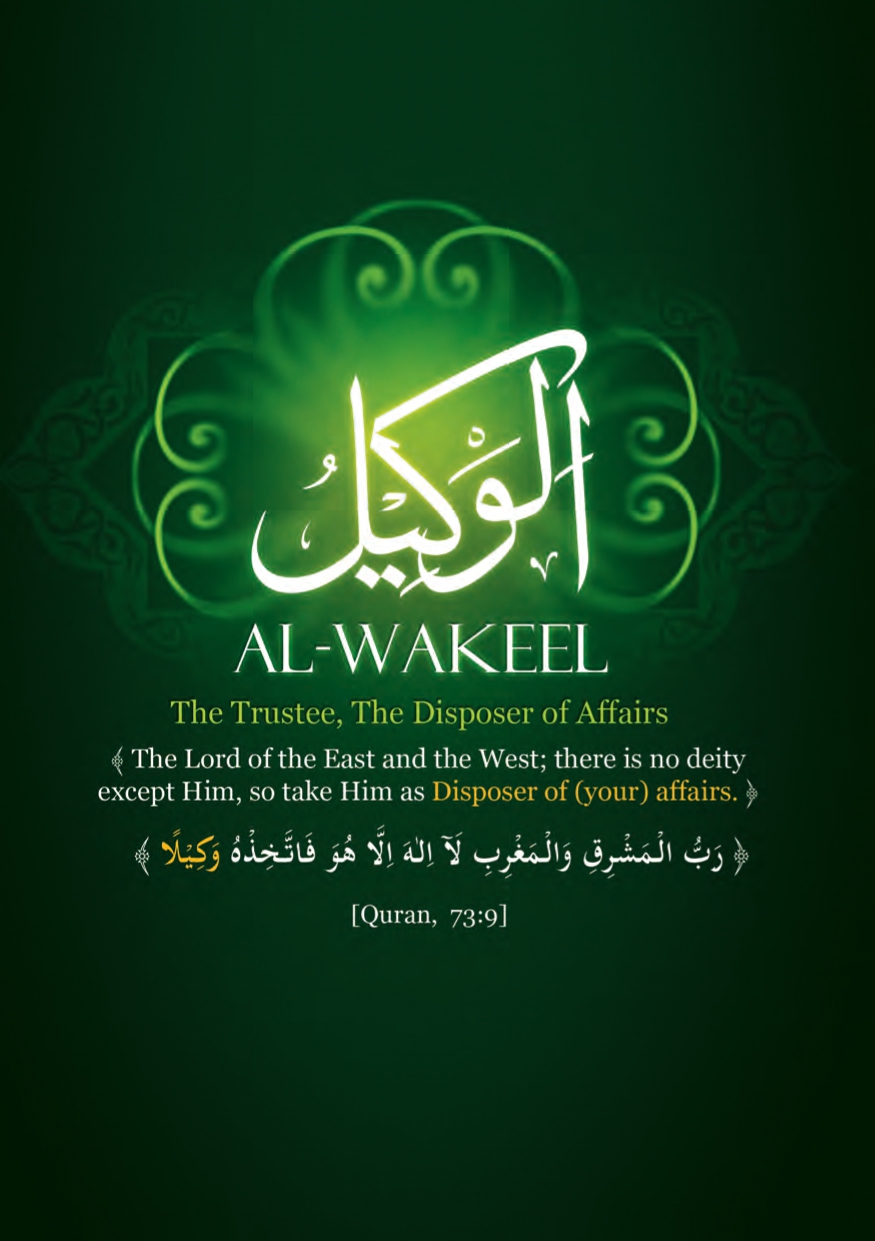 الْوَكِيلُ
AL-WAKEEL
The Trustee, The Disposer of Affairs
﴾ The Lord of the East and the West; there is no deity
except Him, so take Him as Disposer of (your) affairs. ﴿
﴿ رَبُّ الْمَشْرِقِ وَالْمَغْرِبِ لَآ اِلٰهَ اِلَّا هُوَ فَاتَّخِذْهُ وَكِيْلًا ﴾
[Quran, 73:9]